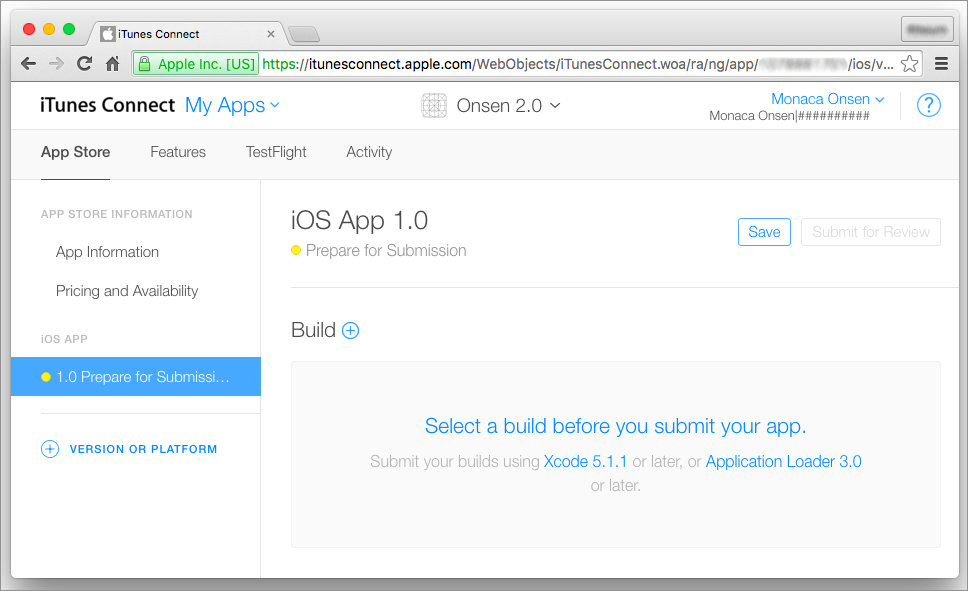 iTunes Connect
Apple Inc. [US] https://itunesconnect.apple.com/WebObjects/iTunesConnect.woa/ra/ng/app/ /ios/v...
iTunes Connect My Apps Onsen 2.0 Monaca Onsen ?
Monaca Onsen|##########
App Store Features TestFlight Activity
APP STORE INFORMATION
App Information
Pricing and Availability
iOS APP
1.0 Prepare for Submissi...
VERSION OR PLATFORM
iOS App 1.0
Prepare for Submission
Save Submit for Review
Build
Select a build before you submit your app.
Submit your builds using Xcode 5.1.1 or later, or Application Loader 3.0
or later.